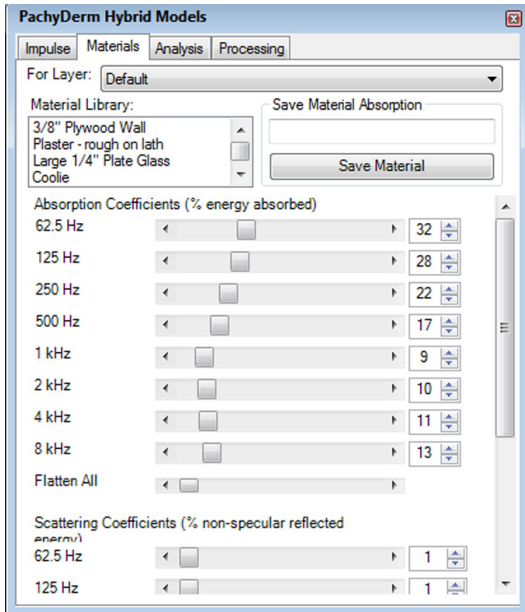 PachyDerm Hybrid Models
Impulse Materials Analysis Processing
For Layer: Default
Material Library:
3/8" Plywood Wall
Plaster - rough on lath
Large 1/4" Plate Glass
Coolie
Save Material Absorption
Save Material
Absorption Coefficients (% energy absorbed)
62.5 Hz 32
125 Hz 28
250 Hz 22
500 Hz 17
1 kHz 9
2 kHz 10
4 kHz 11
8 kHz 13
Flatten All
Scattering Coefficients (% non-specular reflected
energy)
62.5 Hz 1
125 Hz 1